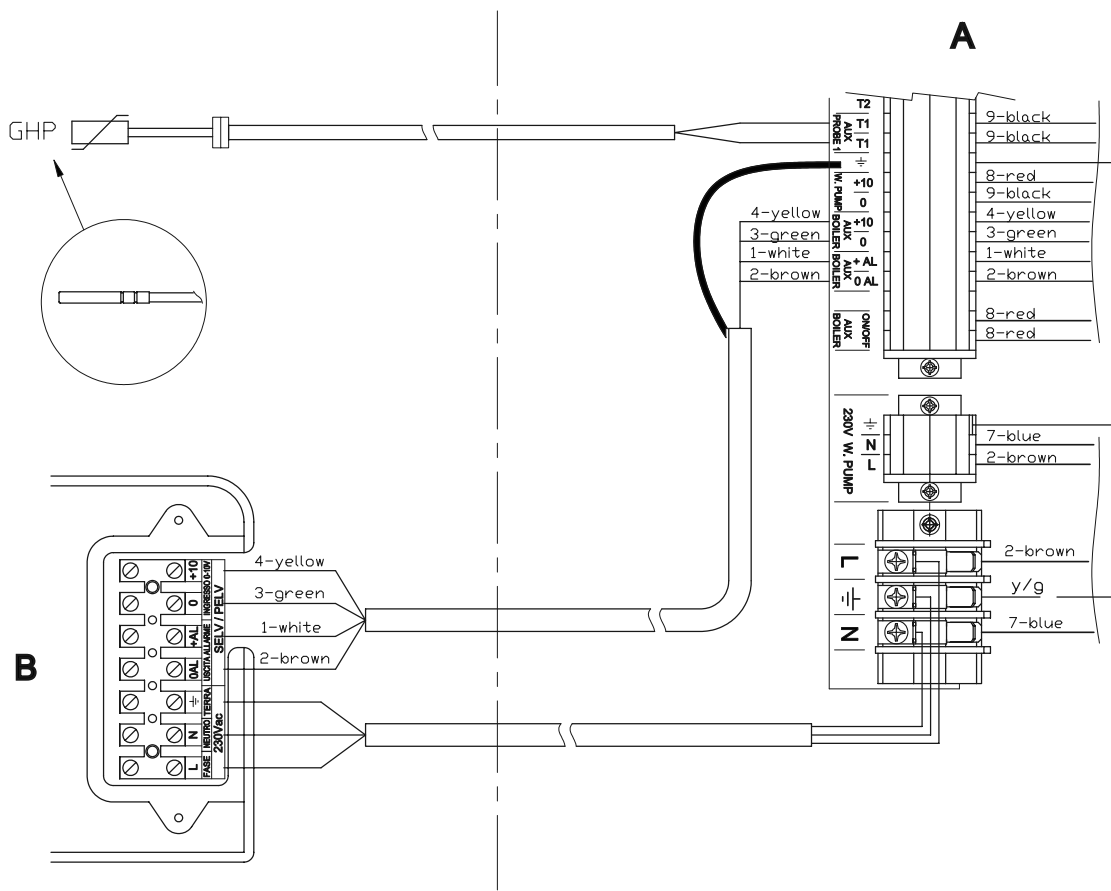 A
GHP
T2
T1
T1
AUX
PROBE 1
9-black
9-black
W. PUMP
+10
0
8-red
9-black
4-yellow
3-green
1-white
2-brown
AUX
BOILER
+10
0
4-yellow
3-green
AUX
BOILER
+ AL
0 AL
1-white
2-brown
ON/OFF
AUX
BOILER
8-red
8-red
230V W. PUMP
N
L
7-blue
2-brown
L
N
2-brown
y/g
7-blue
B
+10
0
+AL
0AL
N
L
INGRESSO 0-10V
USCITA ALLARME
TERRA
NEUTRO
FASE
SELV / PELV
230Vac
4-yellow
3-green
1-white
2-brown